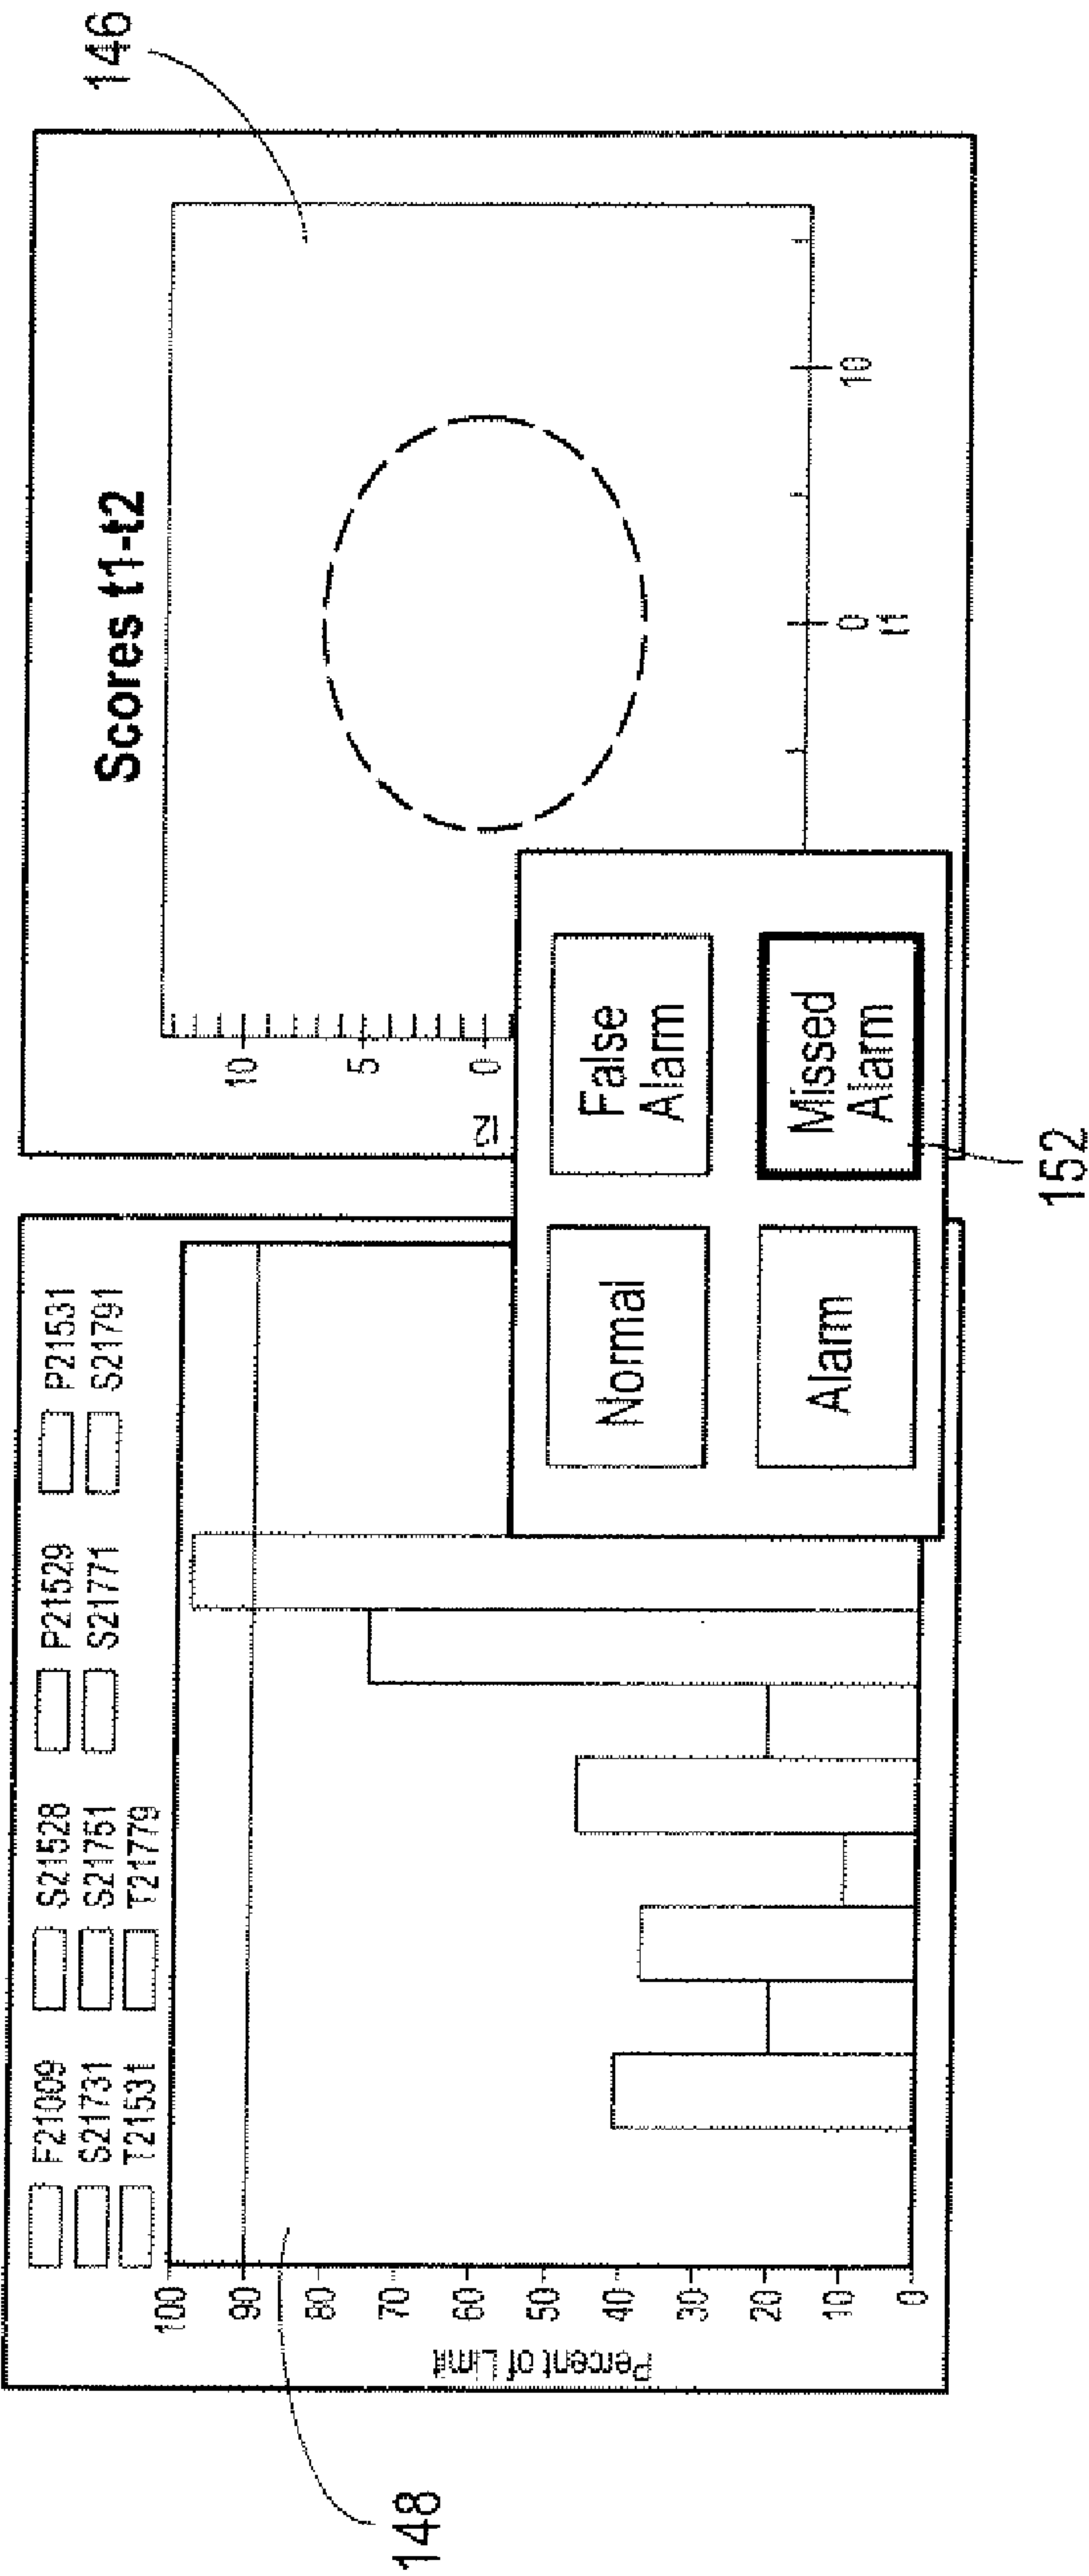 F21009 S21528 P21529 P21531
S21731 S21751 S21771 S21791
T21531 T21779
100
90
80
70
60
50
40
30
20
10
0
Percent of Limit
148
Scores t1-t2
10
5
0
t2
0
10
t1
146
Normal
False
Alarm
Alarm
Missed
Alarm
152